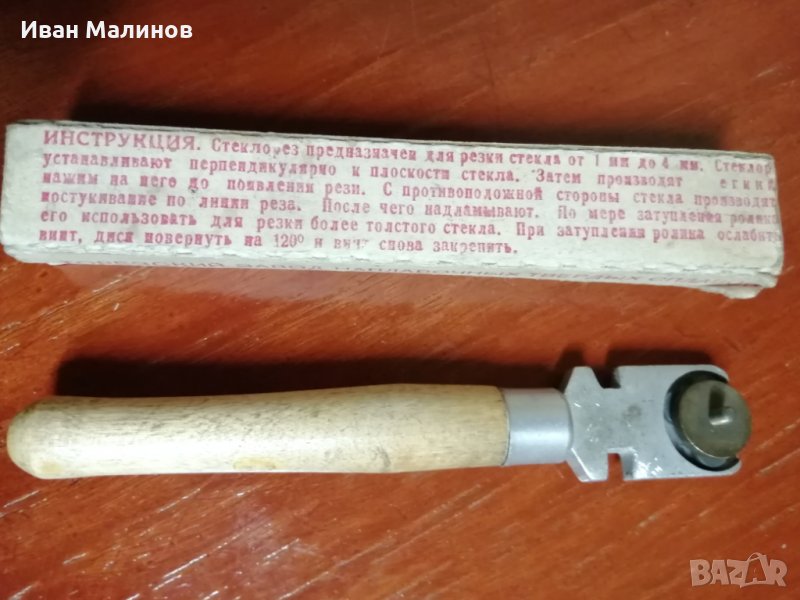 Иван Малинов
ИНСТРУКЦИЯ. Стеклорез предназначен для резки стекла от 1 мм до 4 мм. Стеклор
устанавливают перпендикулярно к плоскости стекла. Затем производят
нажим на него до появления рези. С противоположной стороны стекла производят
постукивание по линии реза. После чего надламывают. По мере затупления ролика
его использовать для резки более толстого стекла. При затуплении ролика ослабить
винт, диск повернуть на 120° и винт снова закрепить.
BAZAR